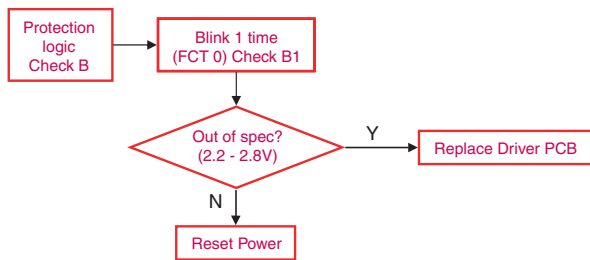 Protection
logic
Check B
Blink 1 time
(FCT 0) Check B1
Out of spec?
(2.2 - 2.8V)
Y
Replace Driver PCB
N
Reset Power